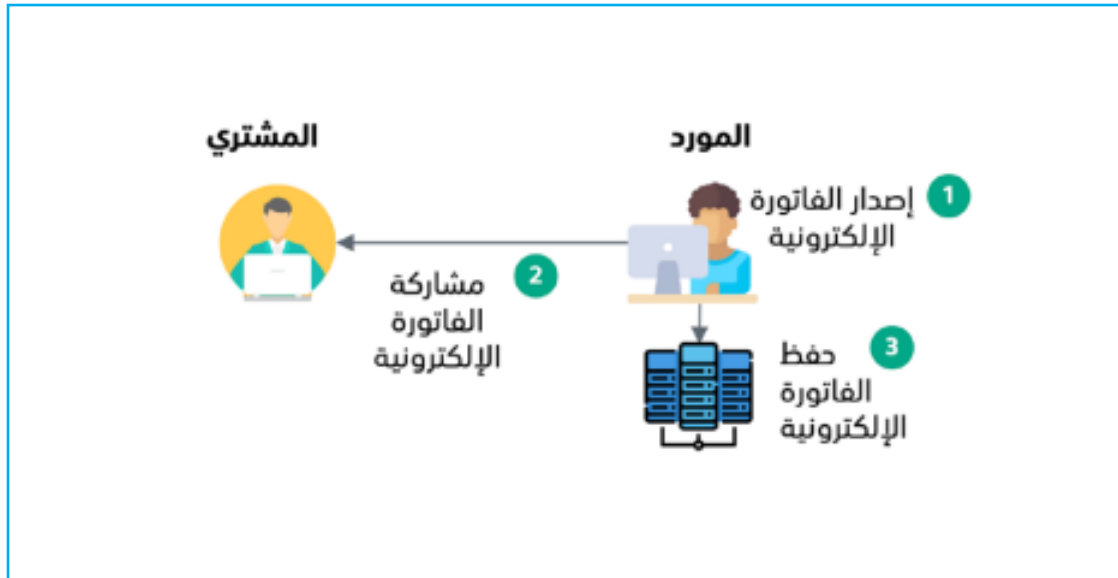 المورد
المشتري
1
إصدار الفاتورة
الإلكترونية
2
مشاركة
الفاتورة
الإلكترونية
3
حفظ
الفاتورة
الإلكترونية